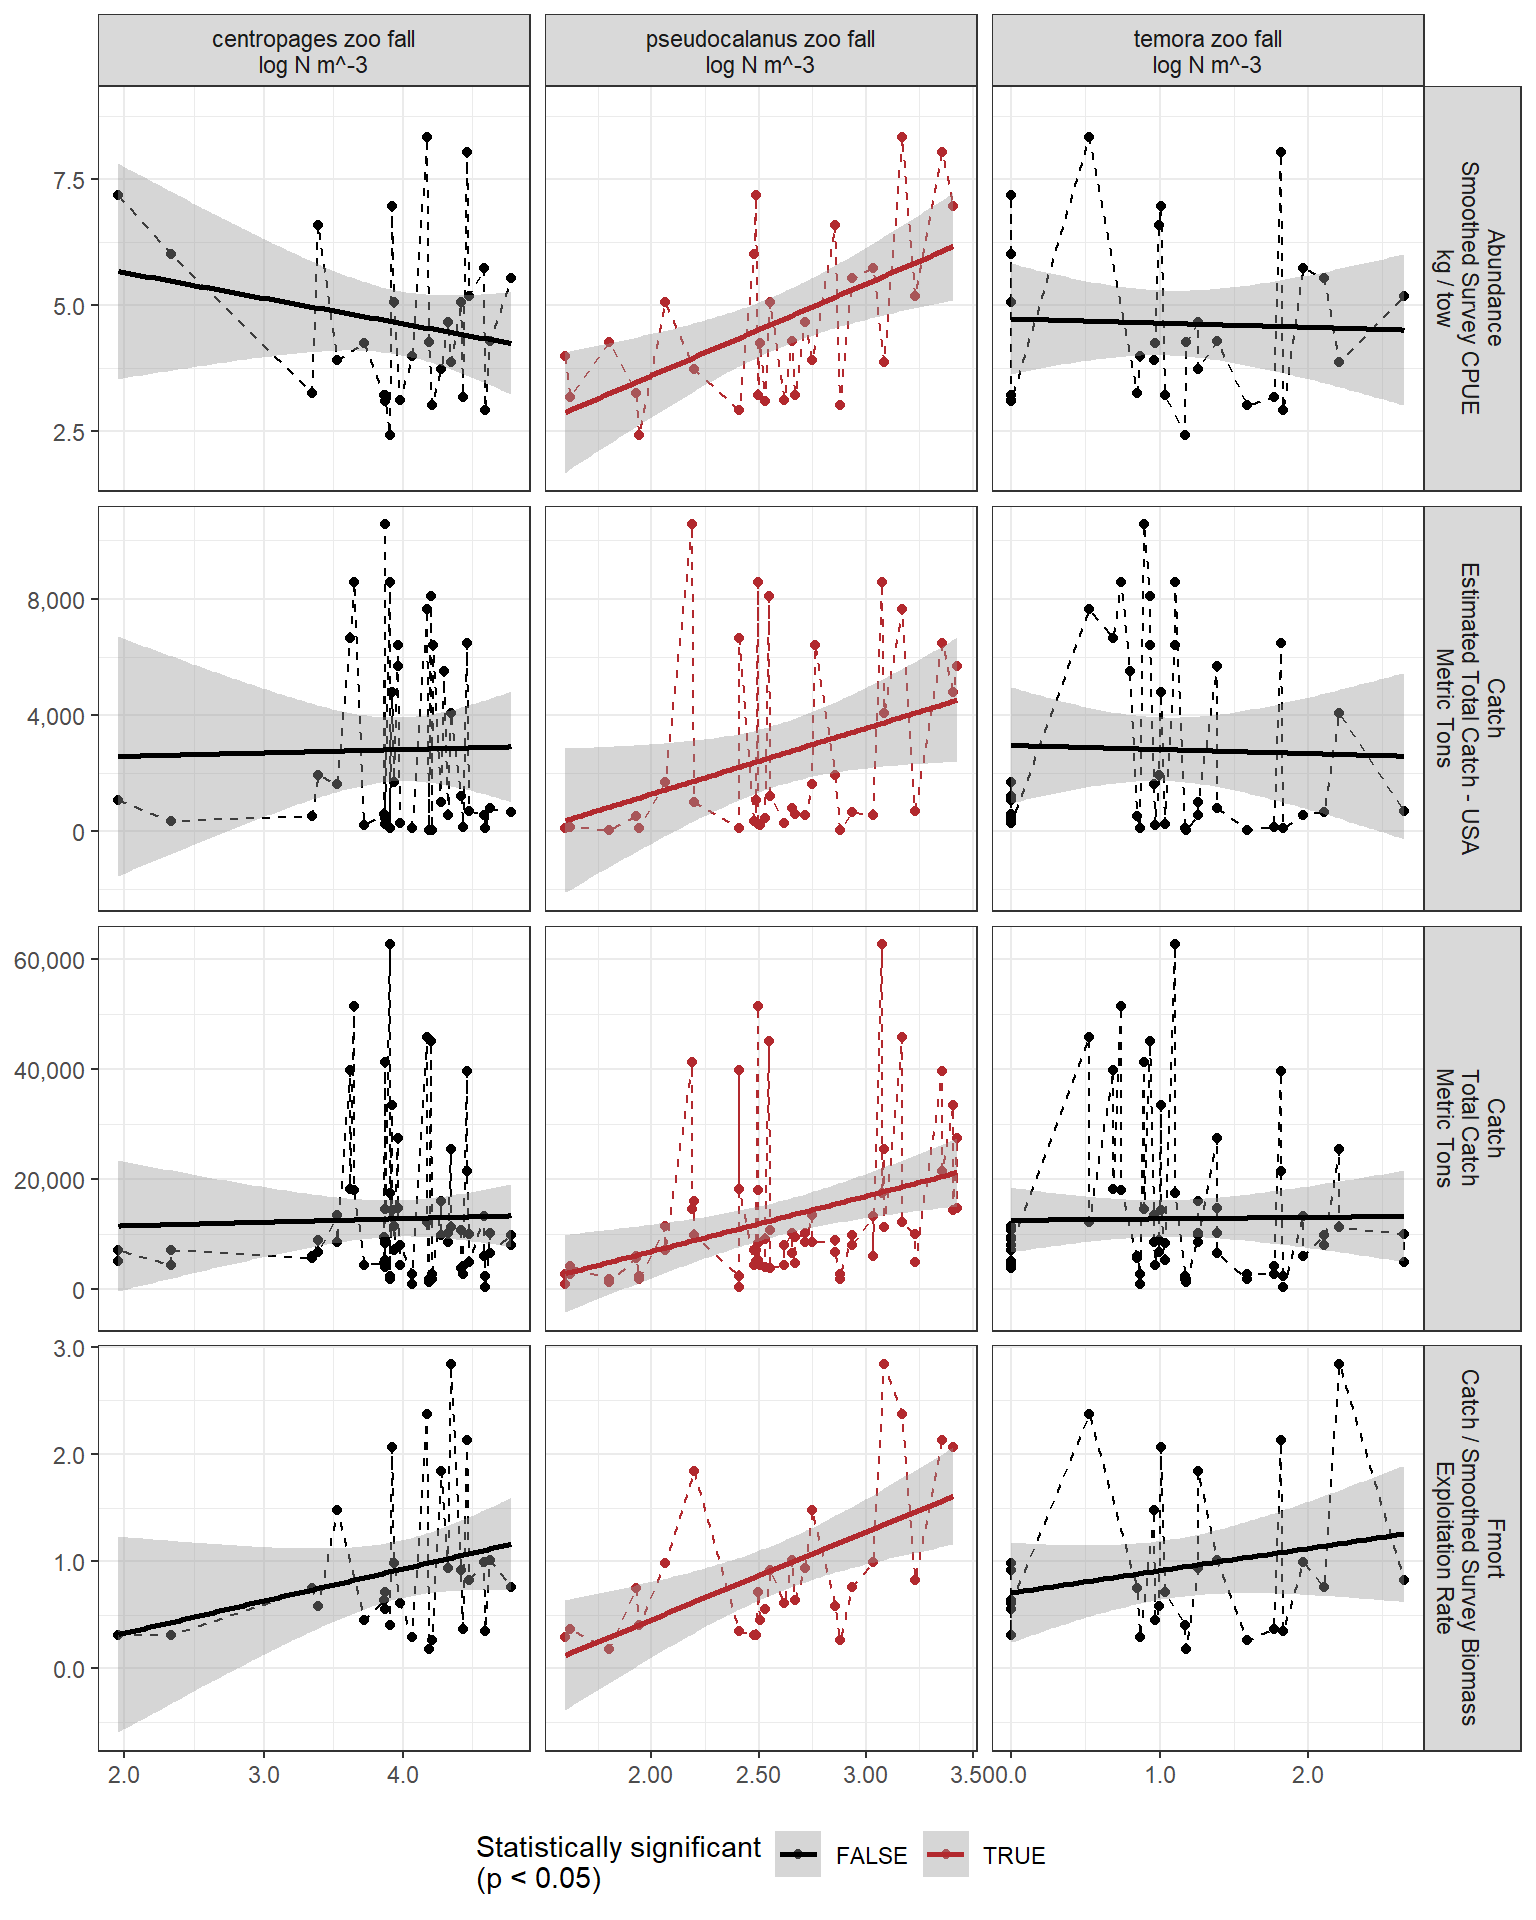 centropages zoo fall
log N m^-3
pseudocalanus zoo fall
log N m^-3
temora zoo fall
log N m^-3
7.5
5.0
2.5
Abundance
Smoothed Survey CPUE
kg / tow
8,000
4,000
0
Catch
Estimated Total Catch - USA
Metric Tons
60,000
40,000
20,000
0
Catch
Total Catch
Metric Tons
3.0
2.0
1.0
0.0
Fmort
Catch / Smoothed Survey Biomass
Exploitation Rate
2.0 3.0 4.0
2.00 2.50 3.00 3.50
0.0 1.0 2.0
Statistically significant
(p < 0.05)
FALSE
TRUE